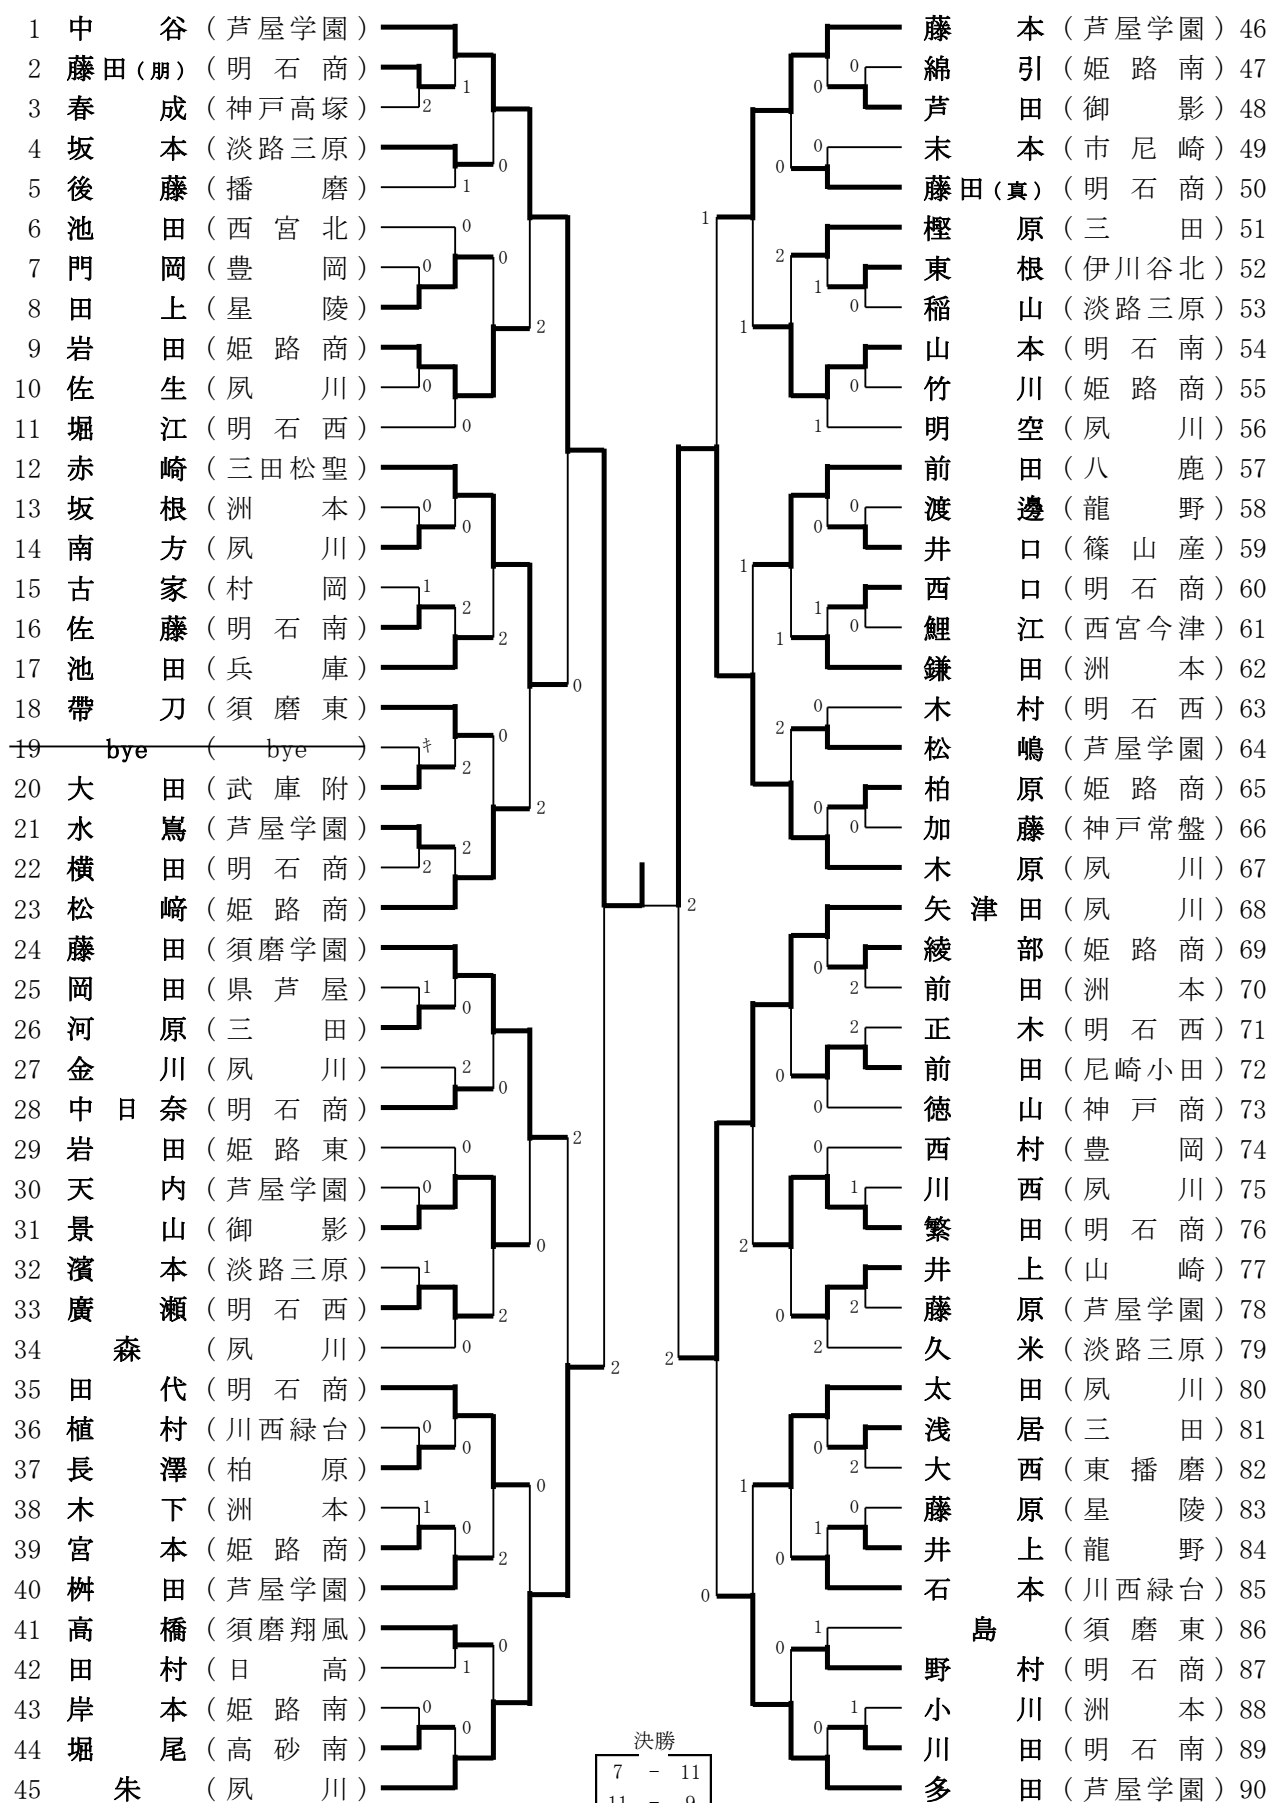 1 中 谷 (芦屋学園)
2 藤田(朋) (明 石 商)
3 春 成 (神戸高塚)
4 坂 本 (淡路三原)
5 後 藤 (播 磨)
6 池 田 (西 宮 北)
7 門 岡 (豊 岡)
8 田 上 (星 陵)
9 岩 田 (姫 路 商)
10 佐 生 (夙 川)
11 堀 江 (明 石 西)
12 赤 崎 (三田松聖)
13 坂 根 (洲 本)
14 南 方 (夙 川)
15 古 家 (村 岡)
16 佐 藤 (明 石 南)
17 池 田 (兵 庫)
18 帶 刀 (須 磨 東)
19 bye ( bye ) キ
20 大 田 (武 庫 附)
21 水 嶌 (芦屋学園)
22 横 田 (明 石 商)
23 松 﨑 (姫 路 商)
24 藤 田 (須磨学園)
25 岡 田 (県 芦 屋)
26 河 原 (三 田)
27 金 川 (夙 川)
28 中 日 奈 (明 石 商)
29 岩 田 (姫 路 東)
30 天 内 (芦屋学園)
31 景 山 (御 影)
32 濱 本 (淡路三原)
33 廣 瀬 (明 石 西)
34 森 (夙 川)
35 田 代 (明 石 商)
36 植 村 (川西緑台)
37 長 澤 (柏 原)
38 木 下 (洲 本)
39 宮 本 (姫 路 商)
40 桝 田 (芦屋学園)
41 高 橋 (須磨翔風)
42 田 村 (日 高)
43 岸 本 (姫 路 南)
44 堀 尾 (高 砂 南)
45 朱 (夙 川)
藤 本 (芦屋学園) 46
綿 引 (姫 路 南) 47
芦 田 (御 影) 48
末 本 (市 尼 崎) 49
藤田(真) (明 石 商) 50
樫 原 (三 田) 51
東 根 (伊川谷北) 52
稲 山 (淡路三原) 53
山 本 (明 石 南) 54
竹 川 (姫 路 商) 55
明 空 (夙 川) 56
前 田 (八 鹿) 57
渡 邊 (龍 野) 58
井 口 (篠 山 産) 59
西 口 (明 石 商) 60
鯉 江 (西宮今津) 61
鎌 田 (洲 本) 62
木 村 (明 石 西) 63
松 嶋 (芦屋学園) 64
柏 原 (姫 路 商) 65
加 藤 (神戸常盤) 66
木 原 (夙 川) 67
矢 津 田 (夙 川) 68
綾 部 (姫 路 商) 69
前 田 (洲 本) 70
正 木 (明 石 西) 71
前 田 (尼崎小田) 72
徳 山 (神 戸 商) 73
西 村 (豊 岡) 74
川 西 (夙 川) 75
繁 田 (明 石 商) 76
井 上 (山 崎) 77
藤 原 (芦屋学園) 78
久 米 (淡路三原) 79
太 田 (夙 川) 80
浅 居 (三 田) 81
大 西 (東 播 磨) 82
藤 原 (星 陵) 83
井 上 (龍 野) 84
石 本 (川西緑台) 85
島 (須 磨 東) 86
野 村 (明 石 商) 87
小 川 (洲 本) 88
川 田 (明 石 南) 89
多 田 (芦屋学園) 90
決勝
7 - 11
11 - 9